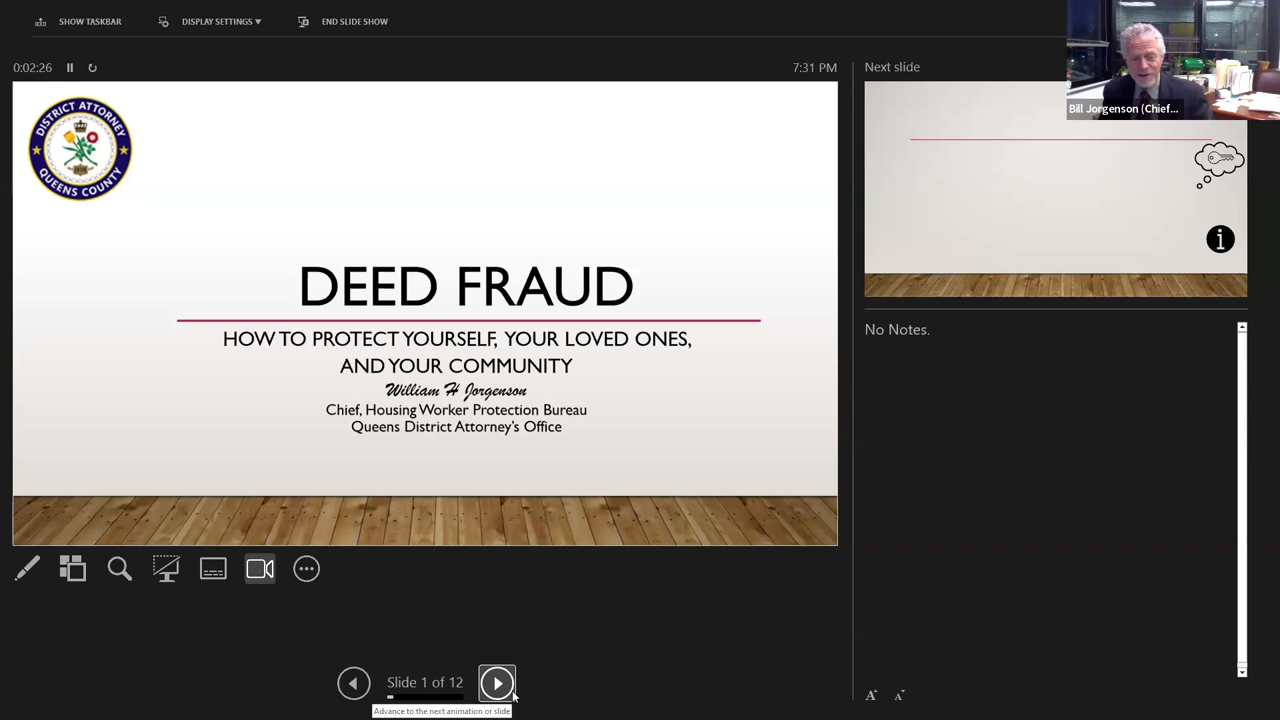 SHOW TASKBAR
DISPLAY SETTINGS ▼
END SLIDE SHOW
0:02:26
7:31 PM
Next slide
Bill Jorgenson (Chief...
DISTRICT ATTORNEY
QUEENS COUNTY
DEED FRAUD
HOW TO PROTECT YOURSELF, YOUR LOVED ONES,
AND YOUR COMMUNITY
William H Jorgenson
Chief, Housing Worker Protection Bureau
Queens District Attorney's Office
i
No Notes.
Slide 1 of 12
Advance to the next animation or slide
A
A